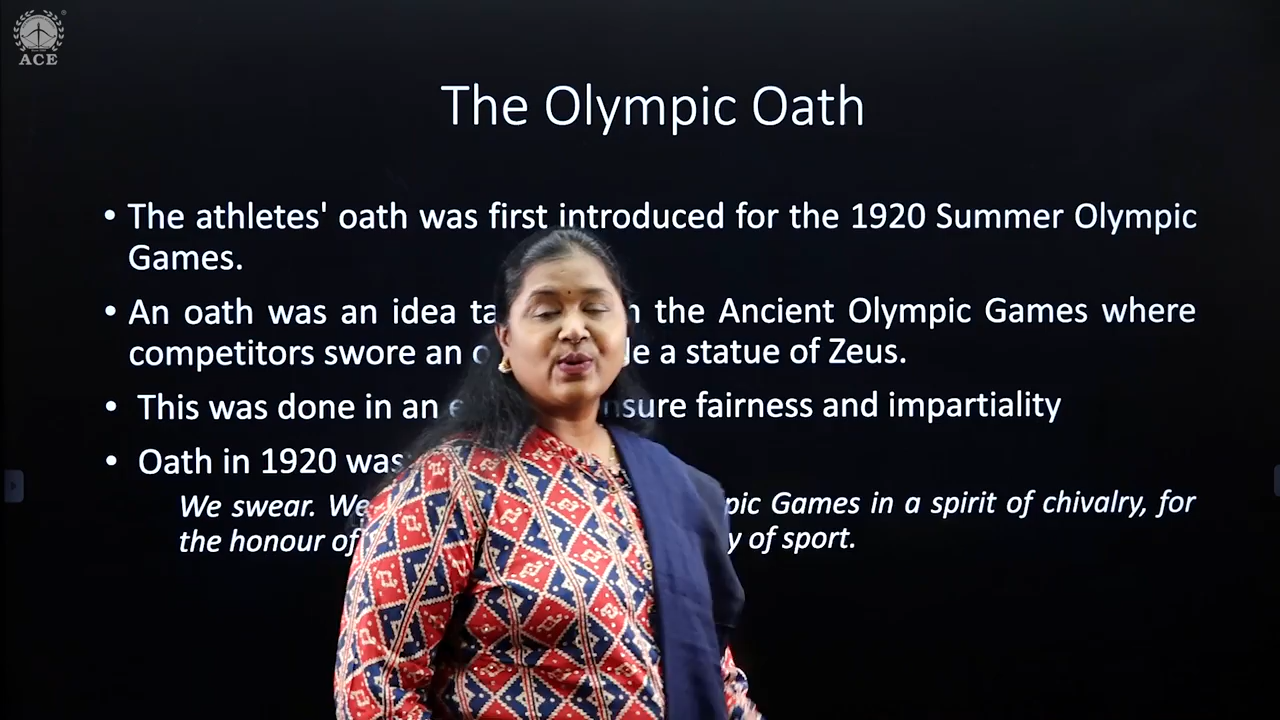 ACE
The Olympic Oath
• The athletes' oath was first introduced for the 1920 Summer Olympic
Games.
• An oath was an idea the Ancient Olympic Games where
competitors swore an a statue of Zeus.
• This was done in an fairness and impartiality
• Oath in 1920 was
We swear. Games in a spirit of chivalry, for
the honour of of sport.